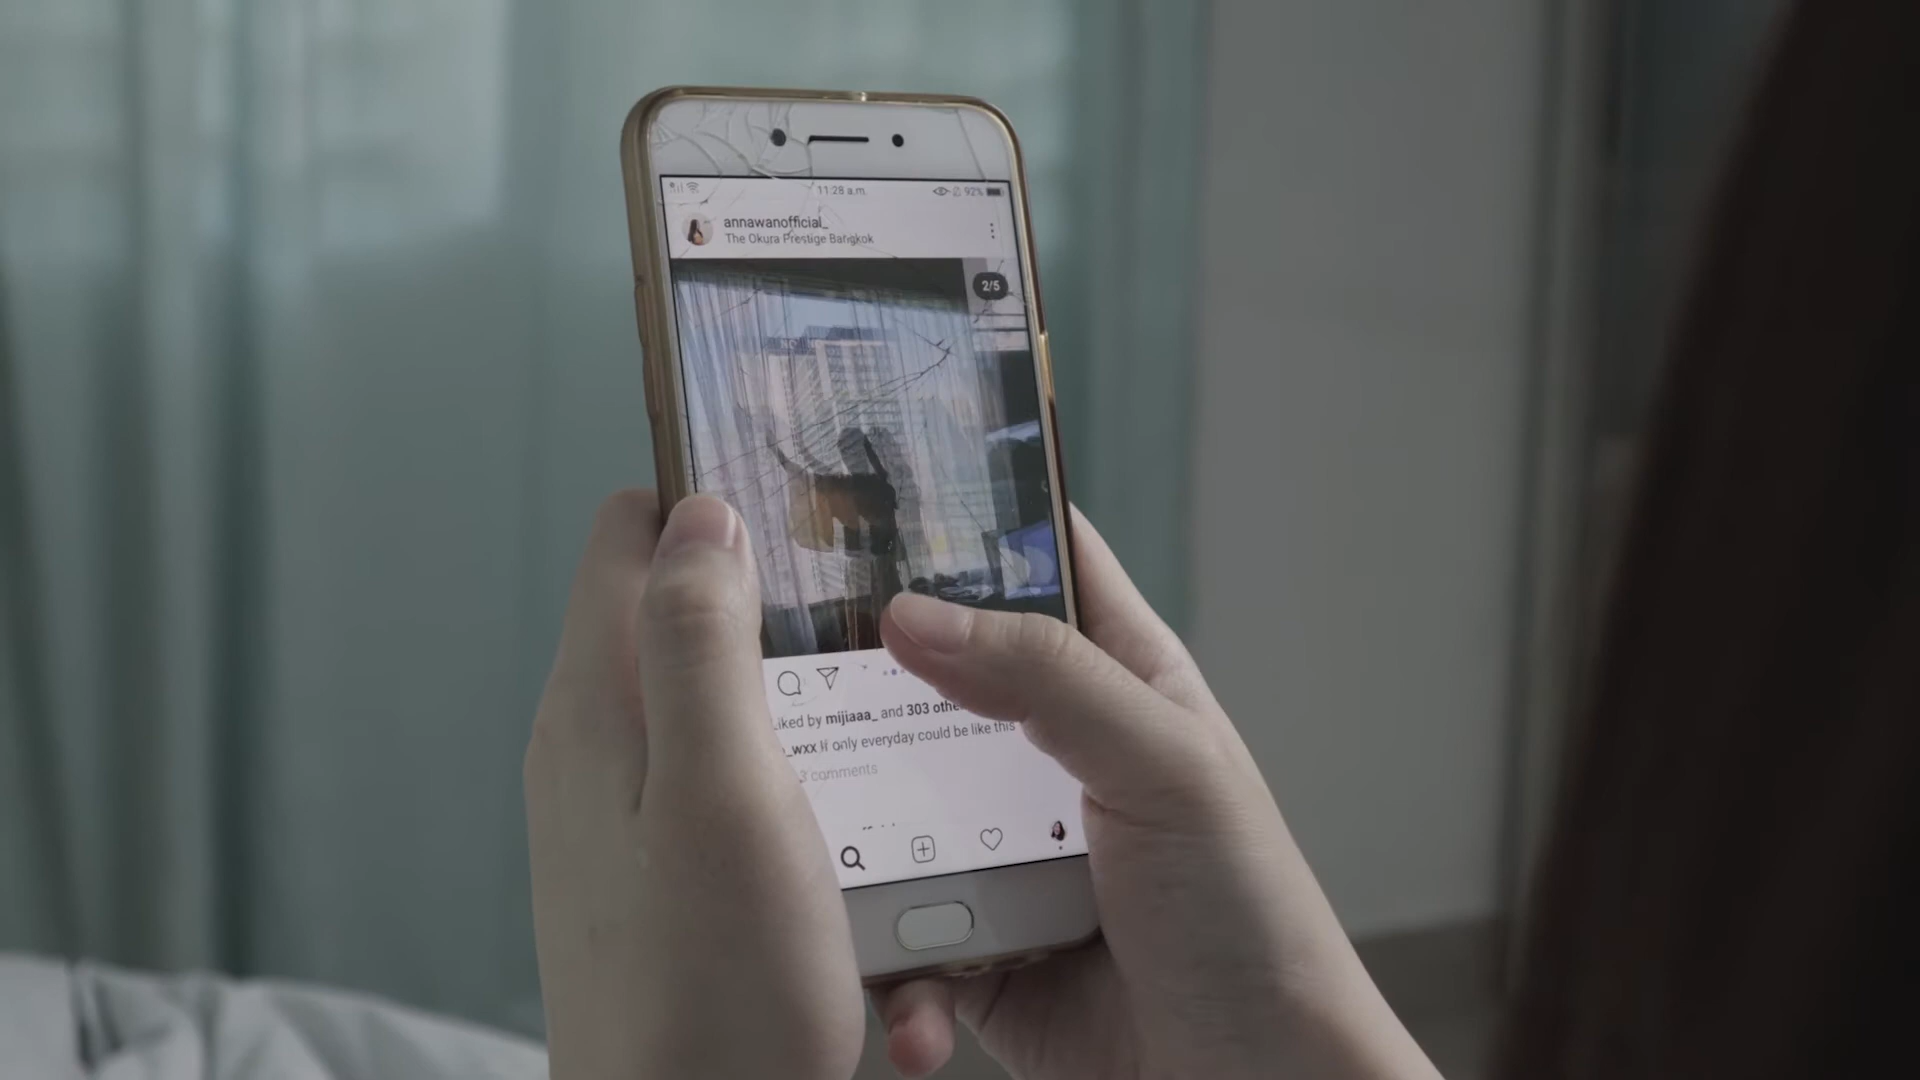 11:28 a.m.
92%
annawanofficial_
The Okura Prestige Bangkok
2/5
Liked by mijiaaa_ and 303 othe
_wxx If only everyday could be like this
3 comments